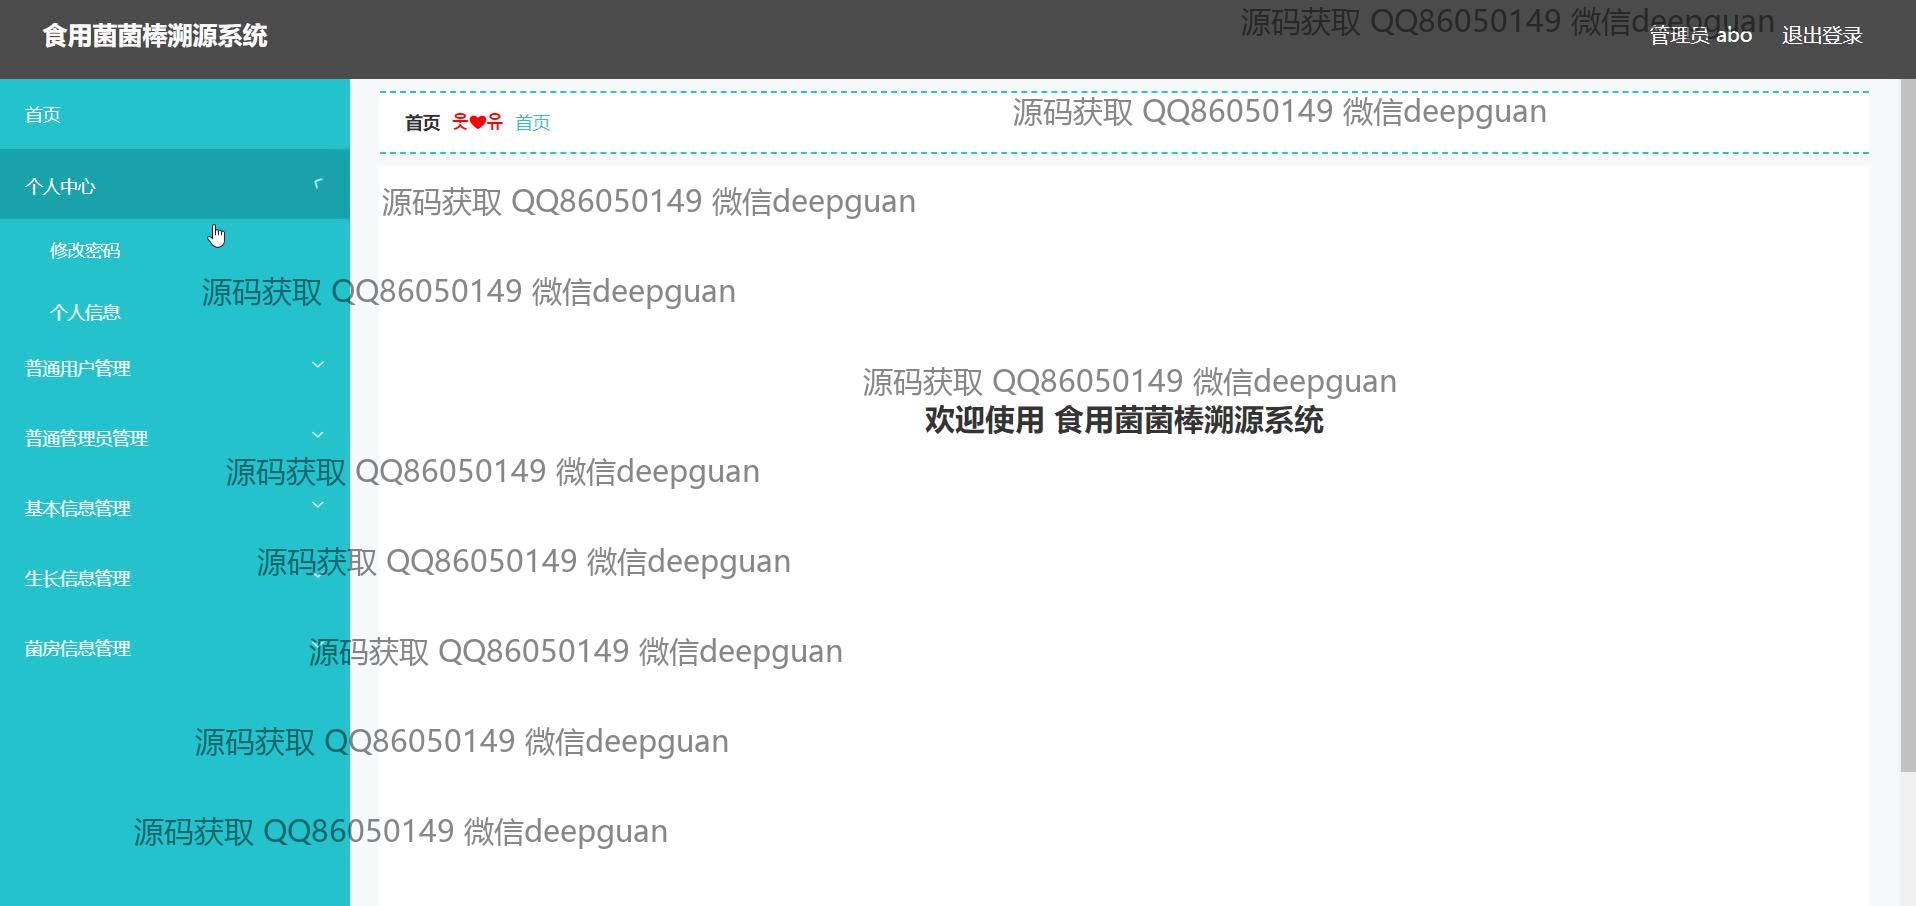 食用菌菌棒溯源系统
源码获取 QQ86050149 微信deepguan
管理员 abo 退出登录
首页
首页 웃❤유 首页
源码获取 QQ86050149 微信deepguan
个人中心
源码获取 QQ86050149 微信deepguan
修改密码
源码获取 QQ86050149 微信deepguan
个人信息
普通用户管理
源码获取 QQ86050149 微信deepguan
欢迎使用 食用菌菌棒溯源系统
普通管理员管理
源码获取 QQ86050149 微信deepguan
基本信息管理
源码获取 QQ86050149 微信deepguan
生长信息管理
菌房信息管理
源码获取 QQ86050149 微信deepguan
源码获取 QQ86050149 微信deepguan
源码获取 QQ86050149 微信deepguan